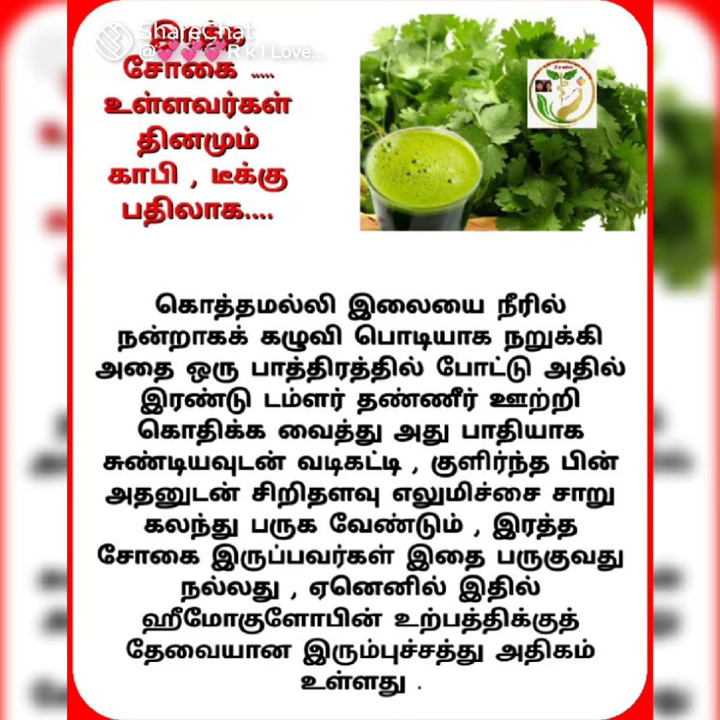 ShareChat
R k I Love...
சோகை .....
உள்ளவர்கள்
தினமும்
காபி , டீக்கு
பதிலாக....
கொத்தமல்லி இலையை நீரில்
நன்றாகக் கழுவி பொடியாக நறுக்கி
அதை ஒரு பாத்திரத்தில் போட்டு அதில்
இரண்டு டம்ளர் தண்ணீர் ஊற்றி
கொதிக்க வைத்து அது பாதியாக
சுண்டியவுடன் வடிகட்டி , குளிர்ந்த பின்
அதனுடன் சிறிதளவு எலுமிச்சை சாறு
கலந்து பருக வேண்டும் , இரத்த
சோகை இருப்பவர்கள் இதை பருகுவது
நல்லது , ஏனெனில் இதில்
ஹீமோகுளோபின் உற்பத்திக்குத்
தேவையான இரும்புச்சத்து அதிகம்
உள்ளது .